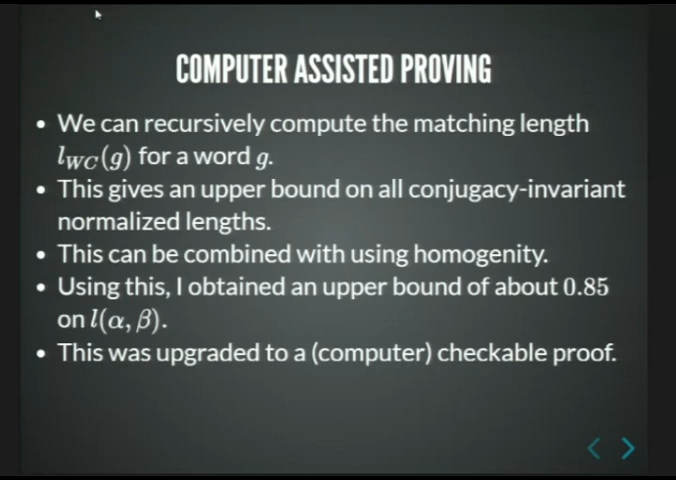 COMPUTER ASSISTED PROVING
• We can recursively compute the matching length
l_{WC}(g) for a word g.
• This gives an upper bound on all conjugacy-invariant
normalized lengths.
• This can be combined with using homogenity.
• Using this, I obtained an upper bound of about 0.85
on l(α, β).
• This was upgraded to a (computer) checkable proof.